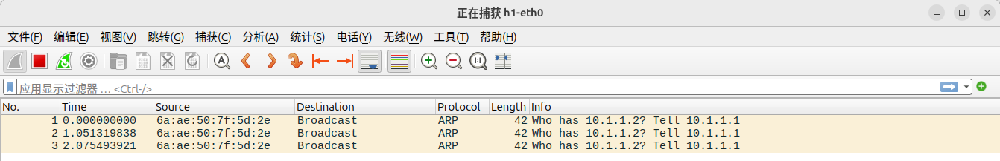 正在捕获 h1-eth0
文件(F) 编辑(E) 视图(V) 跳转(G) 捕获(C) 分析(A) 统计(S) 电话(Y) 无线(W) 工具(T) 帮助(H)
应用显示过滤器 … <Ctrl-/>
No. Time Source Destination Protocol Length Info
1 0.000000000 6a:ae:50:7f:5d:2e Broadcast ARP 42 Who has 10.1.1.2? Tell 10.1.1.1
2 1.051319838 6a:ae:50:7f:5d:2e Broadcast ARP 42 Who has 10.1.1.2? Tell 10.1.1.1
3 2.075493921 6a:ae:50:7f:5d:2e Broadcast ARP 42 Who has 10.1.1.2? Tell 10.1.1.1